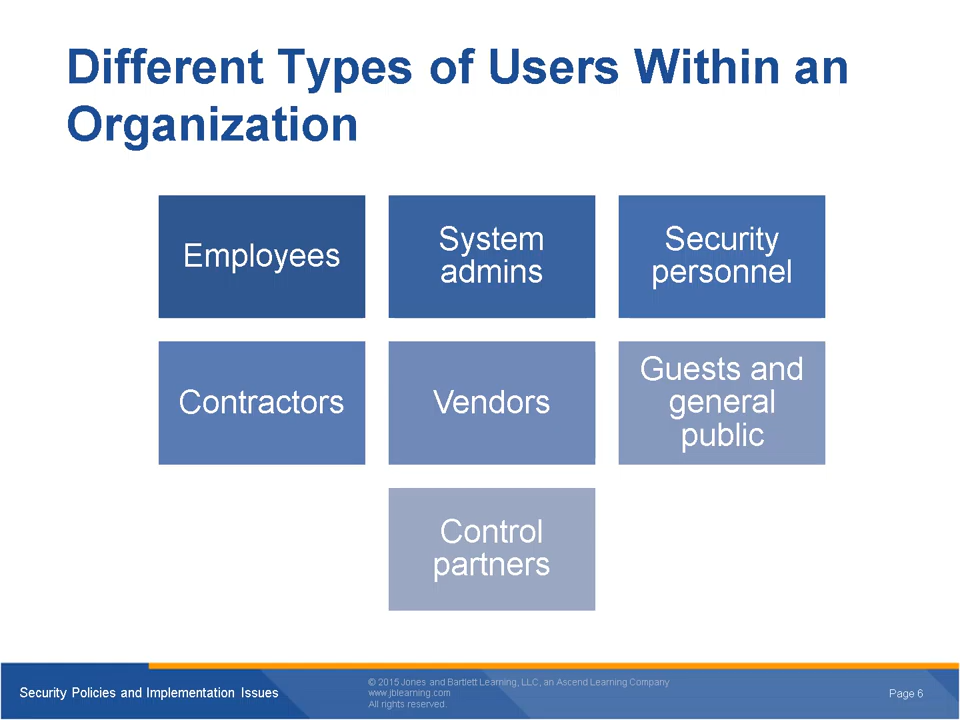 Different Types of Users Within an
Organization
Employees
System
admins
Security
personnel
Contractors
Vendors
Guests and
general
public
Control
partners
Security Policies and Implementation Issues
© 2015 Jones and Bartlett Learning, LLC, an Ascend Learning Company
www.jblearning.com
All rights reserved.
Page 6